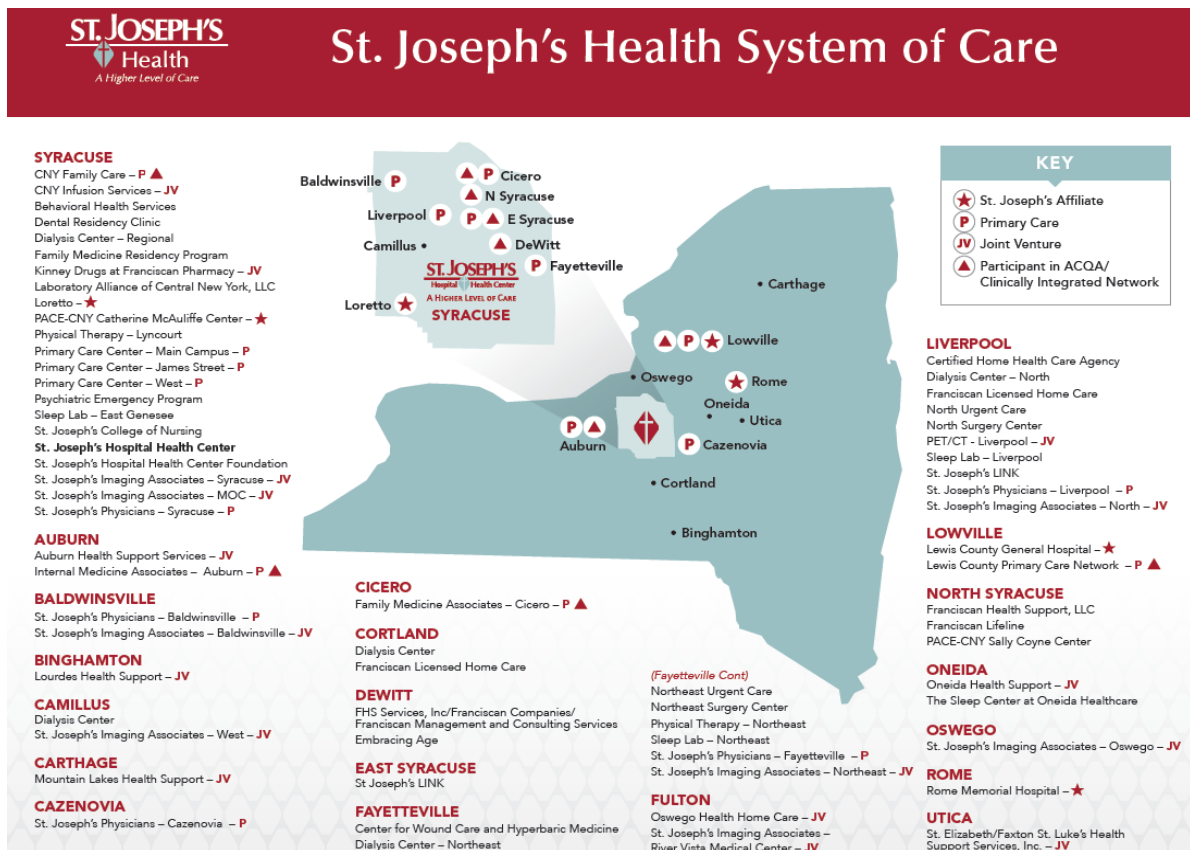 ST. JOSEPH'S
Health
A Higher Level of Care
St. Joseph's Health System of Care
SYRACUSE
CNY Family Care – P ▲
CNY Infusion Services – JV
Behavioral Health Services
Dental Residency Clinic
Dialysis Center – Regional
Family Medicine Residency Program
Kinney Drugs at Franciscan Pharmacy – JV
Laboratory Alliance of Central New York, LLC
Loretto – ★
PACE-CNY Catherine McAuliffe Center – ★
Physical Therapy – Lyncourt
Primary Care Center – Main Campus – P
Primary Care Center – James Street – P
Primary Care Center – West – P
Psychiatric Emergency Program
Sleep Lab – East Genesee
St. Joseph's College of Nursing
St. Joseph's Hospital Health Center
St. Joseph's Hospital Health Center Foundation
St. Joseph's Imaging Associates – Syracuse – JV
St. Joseph's Imaging Associates – MOC – JV
St. Joseph's Physicians – Syracuse – P
AUBURN
Auburn Health Support Services – JV
Internal Medicine Associates – Auburn – P ▲
BALDWINSVILLE
St. Joseph's Physicians – Baldwinsville – P
St. Joseph's Imaging Associates – Baldwinsville – JV
BINGHAMTON
Lourdes Health Support – JV
CAMILLUS
Dialysis Center
St. Joseph's Imaging Associates – West – JV
CARTHAGE
Mountain Lakes Health Support – JV
CAZENOVIA
St. Joseph's Physicians – Cazenovia – P
Baldwinsville P
▲ P Cicero
▲ N Syracuse
Liverpool P
P ▲ E Syracuse
Camillus •
▲ DeWitt
P Fayetteville
ST. JOSEPH'S
Hospital Health Center
A HIGHER LEVEL OF CARE
SYRACUSE
Loretto ★
• Carthage
▲ P ★ Lowville
• Oswego
★ Rome
Oneida
• Utica
P ▲
Auburn
P Cazenovia
• Cortland
• Binghamton
CICERO
Family Medicine Associates – Cicero – P ▲
CORTLAND
Dialysis Center
Franciscan Licensed Home Care
DEWITT
FHS Services, Inc/Franciscan Companies/
Franciscan Management and Consulting Services
Embracing Age
EAST SYRACUSE
St Joseph's LINK
FAYETTEVILLE
Center for Wound Care and Hyperbaric Medicine
Dialysis Center – Northeast
(Fayetteville Cont)
Northeast Urgent Care
Northeast Surgery Center
Physical Therapy – Northeast
Sleep Lab – Northeast
St. Joseph's Physicians – Fayetteville – P
St. Joseph's Imaging Associates – Northeast – JV
FULTON
Oswego Health Home Care – JV
St. Joseph's Imaging Associates –
River Vista Medical Center – JV
KEY
★ St. Joseph's Affiliate
P Primary Care
JV Joint Venture
▲ Participant in ACQA/
Clinically Integrated Network
LIVERPOOL
Certified Home Health Care Agency
Dialysis Center – North
Franciscan Licensed Home Care
North Urgent Care
North Surgery Center
PET/CT - Liverpool – JV
Sleep Lab – Liverpool
St. Joseph's LINK
St. Joseph's Physicians – Liverpool – P
St. Joseph's Imaging Associates – North – JV
LOWVILLE
Lewis County General Hospital – ★
Lewis County Primary Care Network – P ▲
NORTH SYRACUSE
Franciscan Health Support, LLC
Franciscan Lifeline
PACE-CNY Sally Coyne Center
ONEIDA
Oneida Health Support – JV
The Sleep Center at Oneida Healthcare
OSWEGO
St. Joseph's Imaging Associates – Oswego – JV
ROME
Rome Memorial Hospital – ★
UTICA
St. Elizabeth/Faxton St. Luke's Health
Support Services, Inc. – JV